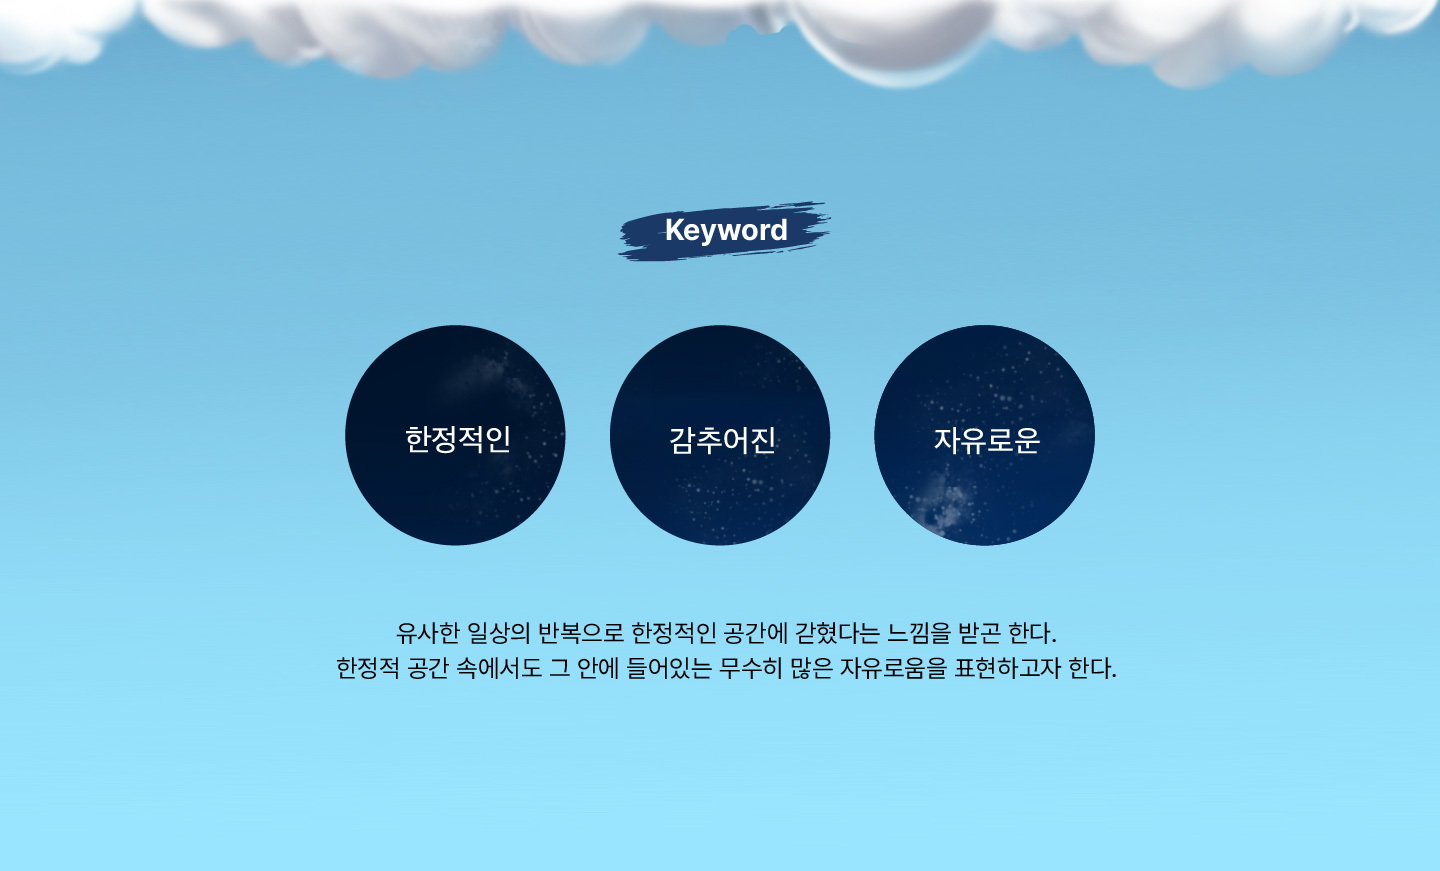 Keyword
한정적인
감추어진
자유로운
유사한 일상의 반복으로 한정적인 공간에 갇혔다는 느낌을 받곤 한다.
한정적 공간 속에서도 그 안에 들어있는 무수히 많은 자유로움을 표현하고자 한다.